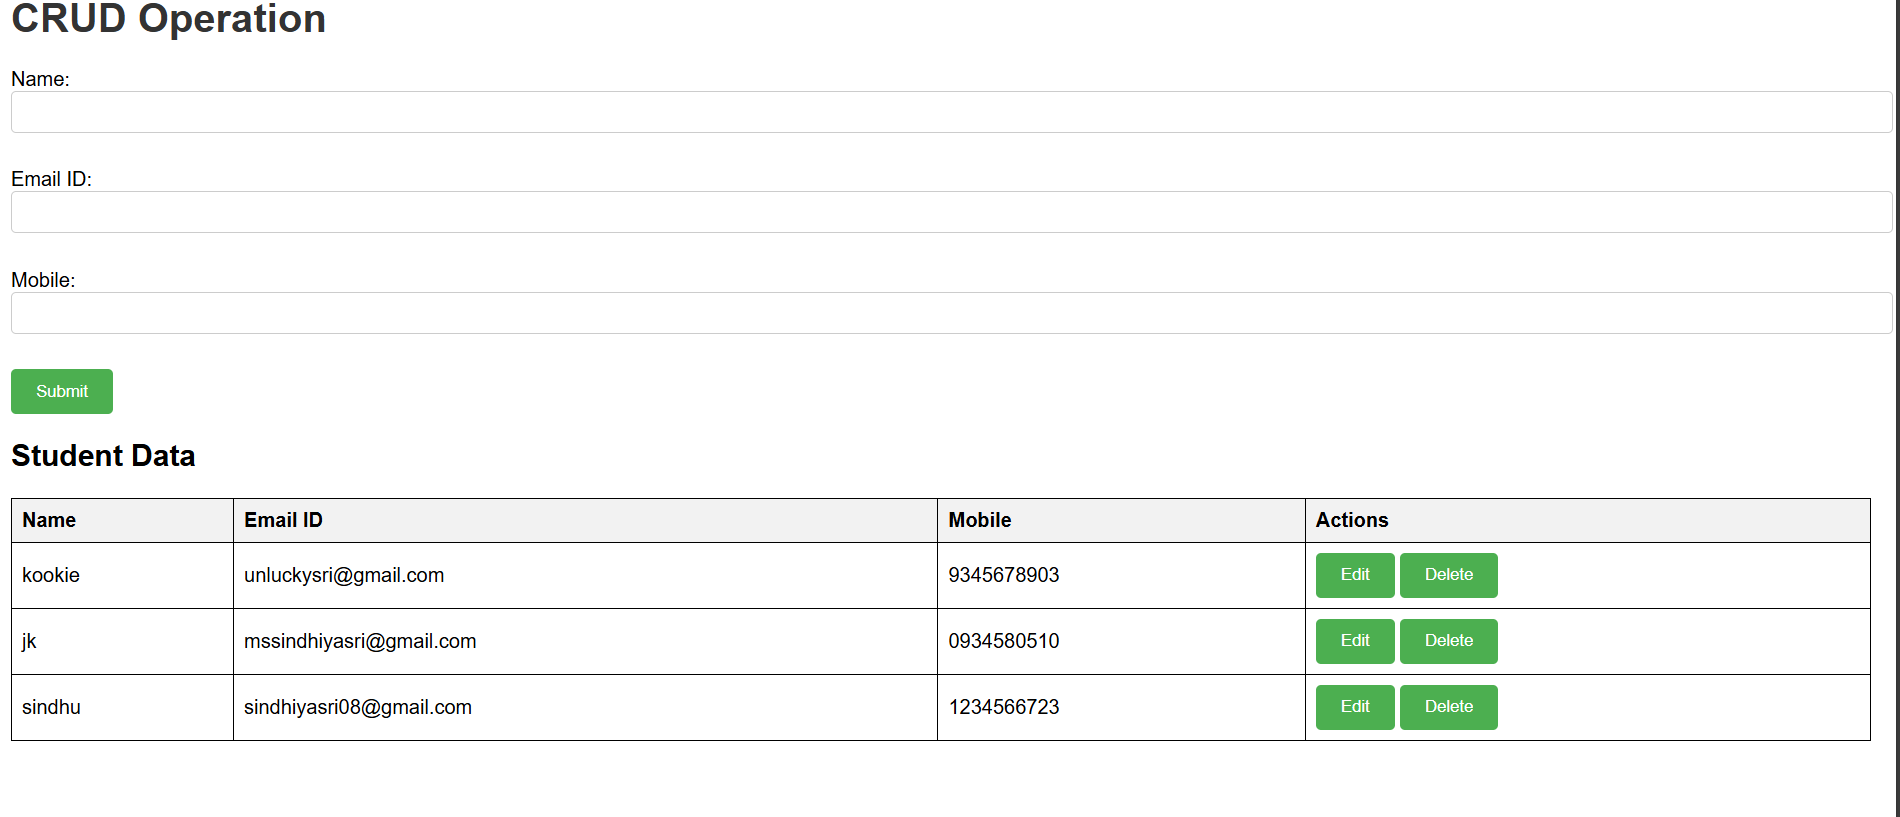 CRUD Operation
Name:
Email ID:
Mobile:
Submit
Student Data
Name Email ID Mobile Actions
kookie unluckysri@gmail.com 9345678903 Edit Delete
jk mssindhiyasri@gmail.com 0934580510 Edit Delete
sindhu sindhiyasri08@gmail.com 1234566723 Edit Delete